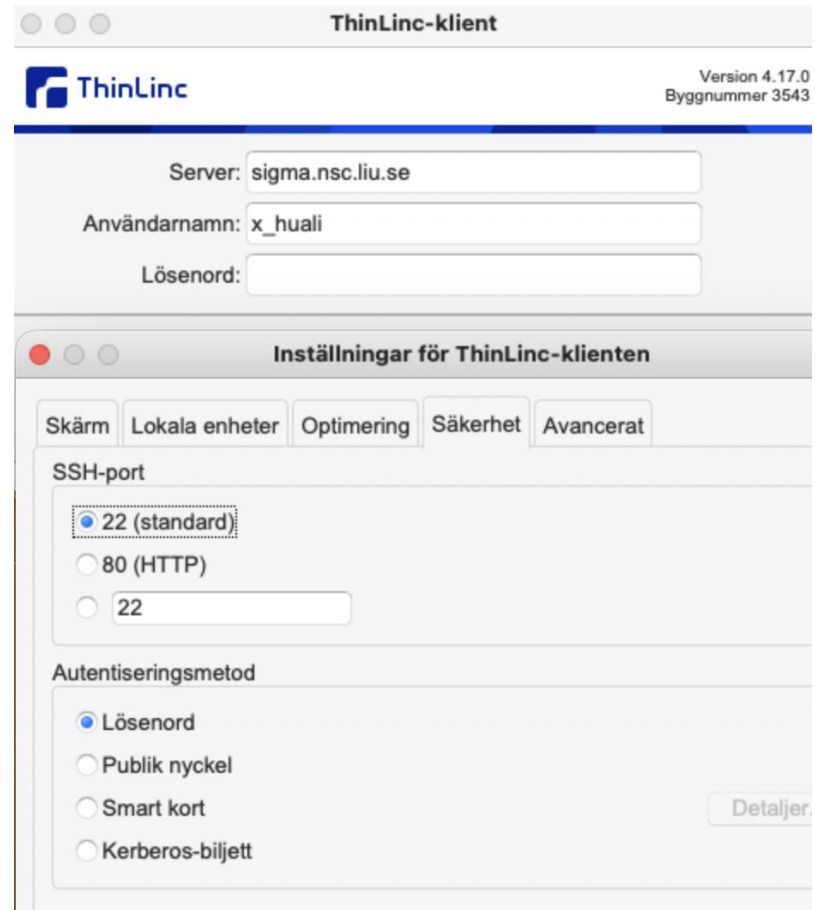 ThinLinc-klient
ThinLinc
Version 4.17.0
Byggnummer 3543
Server: sigma.nsc.liu.se
Användarnamn: x_huali
Lösenord:
Inställningar för ThinLinc-klienten
Skärm Lokala enheter Optimering Säkerhet Avancerat
SSH-port
22 (standard)
80 (HTTP)
22
Autentiseringsmetod
Lösenord
Publik nyckel
Smart kort
Detaljer.
Kerberos-biljett